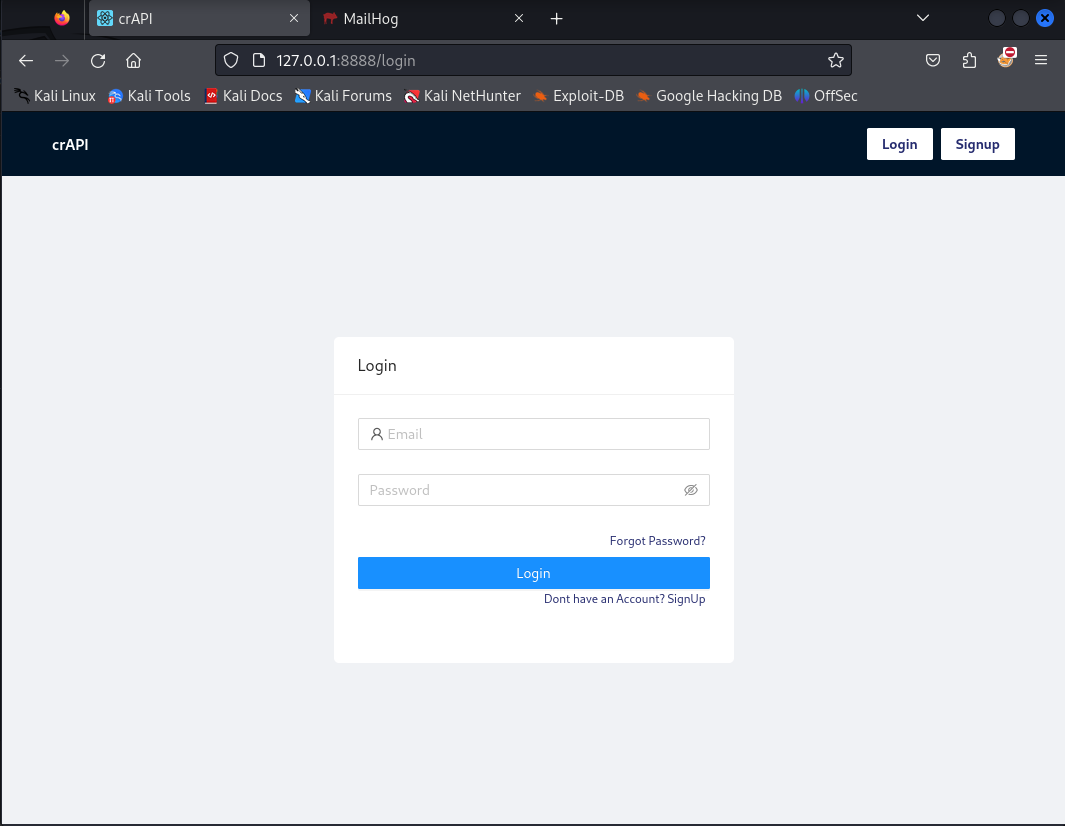 crAPI MailHog
127.0.0.1:8888/login
Kali Linux Kali Tools Kali Docs Kali Forums Kali NetHunter Exploit-DB Google Hacking DB OffSec
crAPI Login Signup
Login
Email
Password
Forgot Password?
Login
Dont have an Account? SignUp